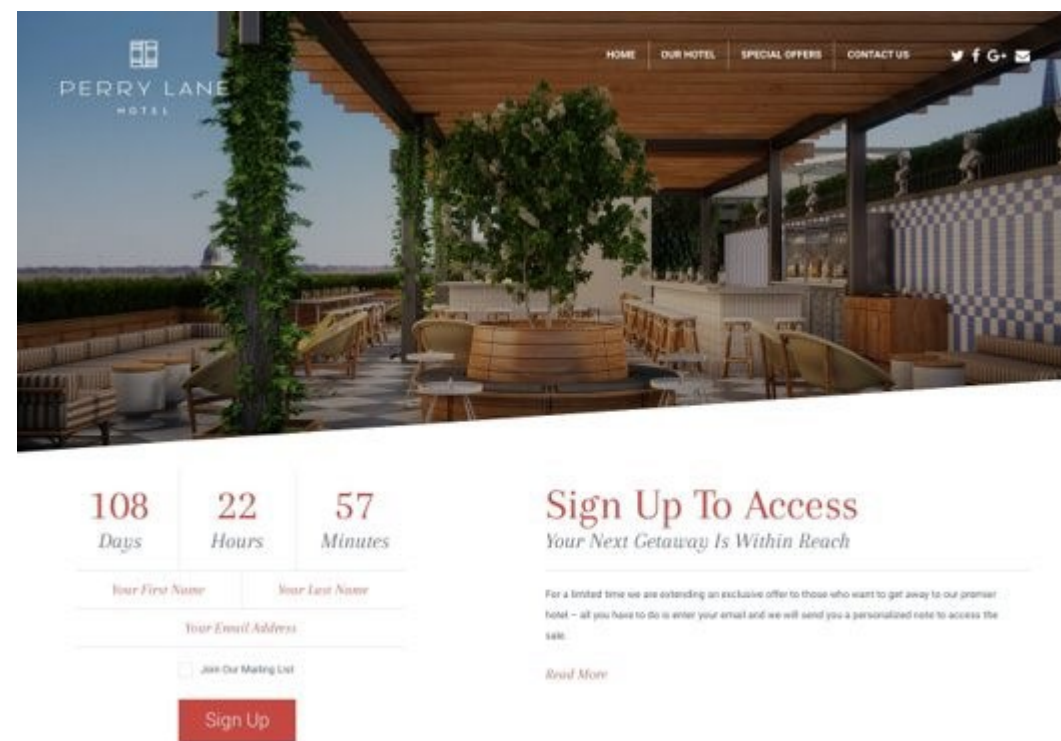 PERRY LANE
HOTEL
HOME OUR HOTEL SPECIAL OFFERS CONTACT US
108 22 57
Days Hours Minutes
Your First Name Your Last Name
Your Email Address
Join Our Mailing List
Sign Up
Sign Up To Access
Your Next Getaway Is Within Reach
For a limited time we are extending an exclusive offer to those who want to get away to our premier
hotel – all you have to do is enter your email and we will send you a personalized note to access the
sale.
Read More